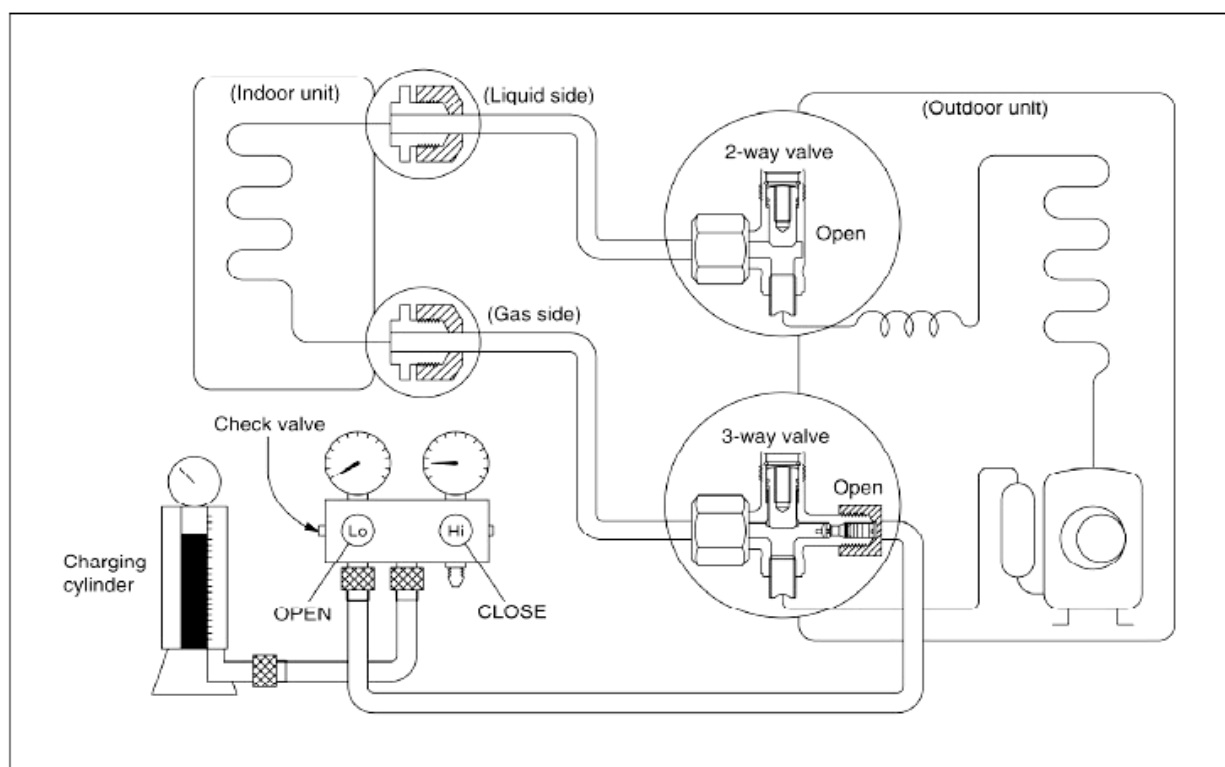 (Indoor unit)
(Liquid side)
(Outdoor unit)
2-way valve
Open
(Gas side)
Check valve
3-way valve
Open
Lo
Hi
Charging
cylinder
OPEN
CLOSE